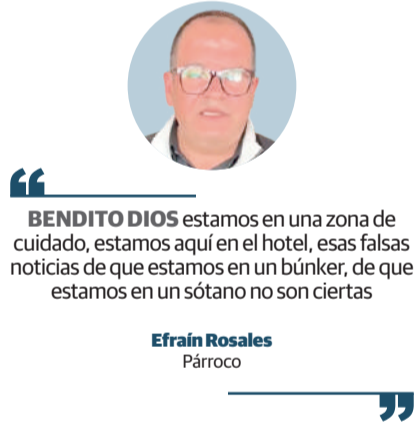 “
BENDITO DIOS estamos en una zona de
cuidado, estamos aquí en el hotel, esas falsas
noticias de que estamos en un búnker, de que
estamos en un sótano no son ciertas
Efraín Rosales
Párroco
”